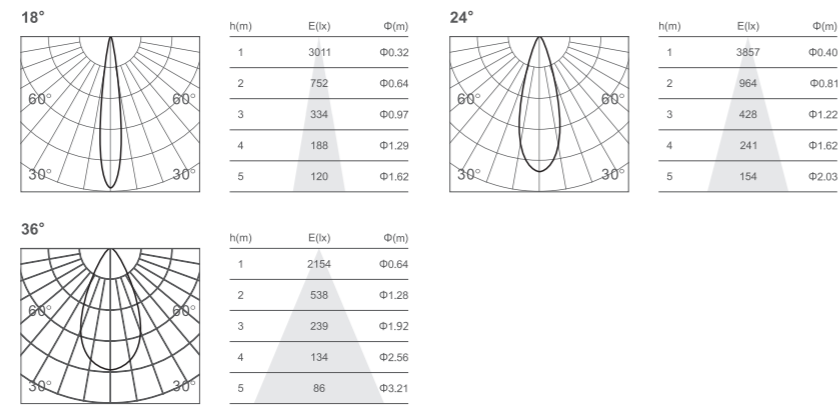 18°
60° 60°
30° 30°
h(m) E(lx) Φ(m)
1 3011 Φ0.32
2 752 Φ0.64
3 334 Φ0.97
4 188 Φ1.29
5 120 Φ1.62
24°
60° 60°
30° 30°
h(m) E(lx) Φ(m)
1 3857 Φ0.40
2 964 Φ0.81
3 428 Φ1.22
4 241 Φ1.62
5 154 Φ2.03
36°
60° 60°
30° 30°
h(m) E(lx) Φ(m)
1 2154 Φ0.64
2 538 Φ1.28
3 239 Φ1.92
4 134 Φ2.56
5 86 Φ3.21